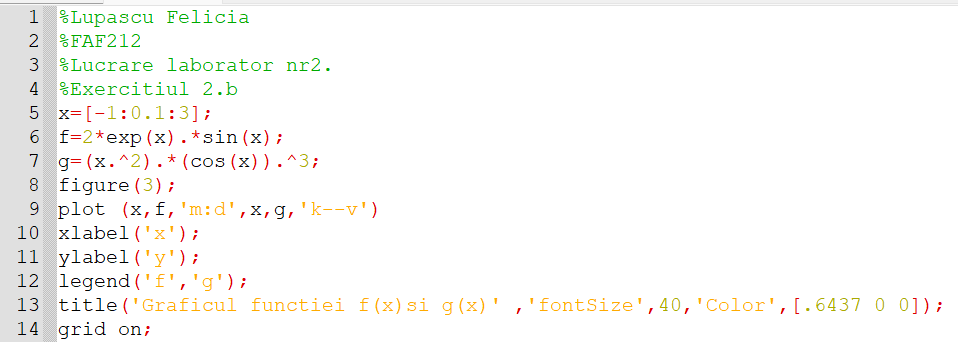 1 %Lupascu Felicia
2 %FAF212
3 %Lucrare laborator nr2.
4 %Exercitiul 2.b
5 x=[-1:0.1:3];
6 f=2*exp(x).*sin(x);
7 g=(x.^2).*(cos(x)).^3;
8 figure(3);
9 plot (x,f,'m:d',x,g,'k--v')
10 xlabel('x');
11 ylabel('y');
12 legend('f','g');
13 title('Graficul functiei f(x)si g(x)' ,'fontSize',40,'Color',[.6437 0 0]);
14 grid on;